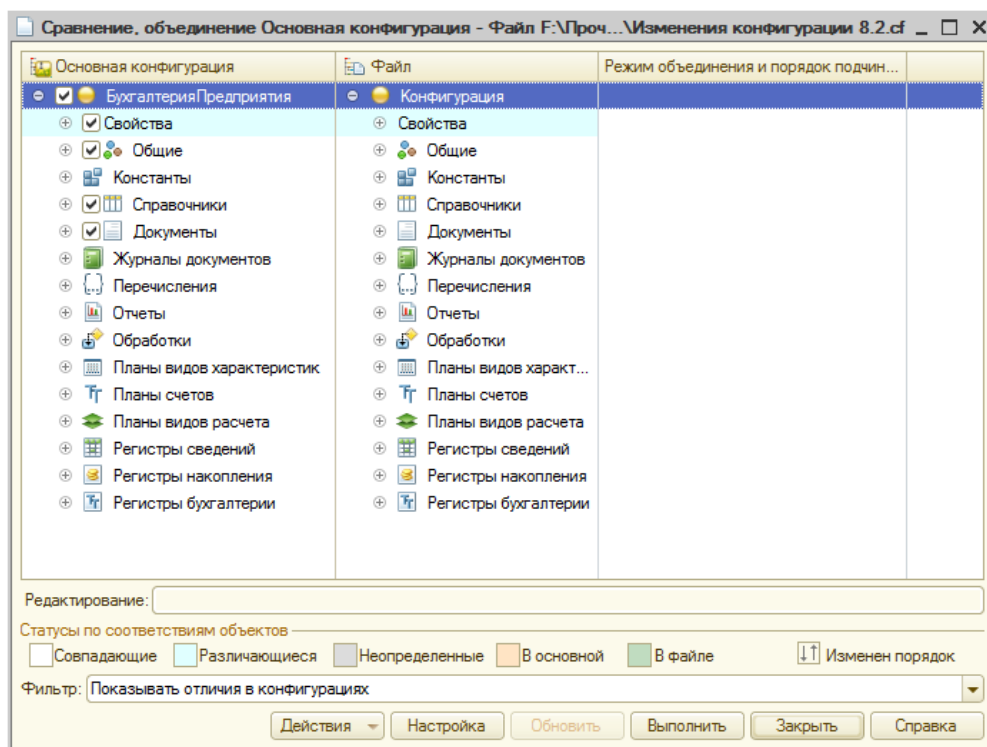 Сравнение, объединение Основная конфигурация - Файл F:\Проч...\Изменения конфигурации 8.2.cf
Основная конфигурация Файл Режим объединения и порядок подчин...
БухгалтерияПредприятия Конфигурация
Свойства Свойства
Общие Общие
Константы Константы
Справочники Справочники
Документы Документы
Журналы документов Журналы документов
Перечисления Перечисления
Отчеты Отчеты
Обработки Обработки
Планы видов характеристик Планы видов характ...
Планы счетов Планы счетов
Планы видов расчета Планы видов расчета
Регистры сведений Регистры сведений
Регистры накопления Регистры накопления
Регистры бухгалтерии Регистры бухгалтерии
Редактирование:
Статусы по соответствиям объектов
Совпадающие Различающиеся Неопределенные В основной В файле Изменен порядок
Фильтр: Показывать отличия в конфигурациях
Действия Настройка Обновить Выполнить Закрыть Справка